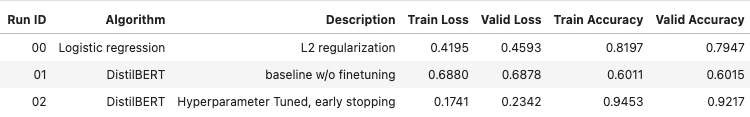 Run ID Algorithm Description Train Loss Valid Loss Train Accuracy Valid Accuracy
00 Logistic regression L2 regularization 0.4195 0.4593 0.8197 0.7947
01 DistilBERT baseline w/o finetuning 0.6880 0.6878 0.6011 0.6015
02 DistilBERT Hyperparameter Tuned, early stopping 0.1741 0.2342 0.9453 0.9217